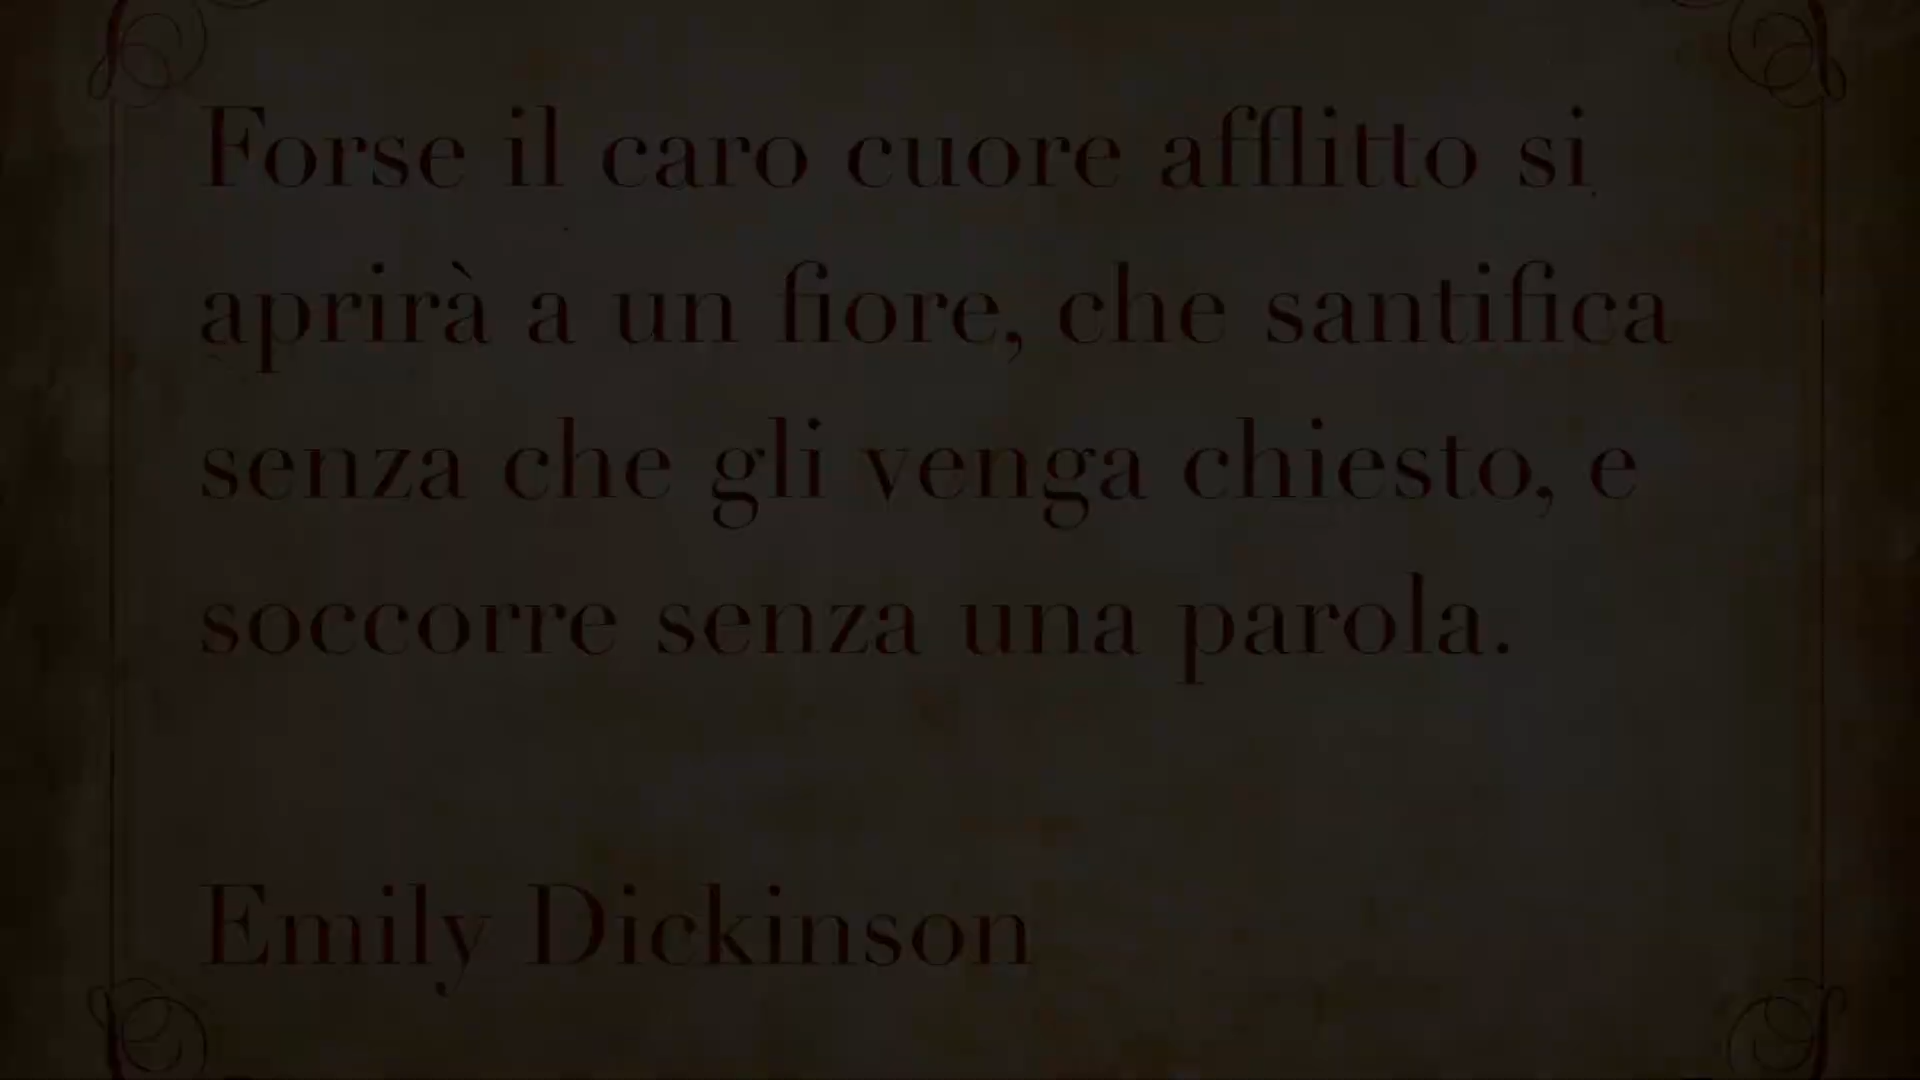 Forse il caro cuore afflitto si
aprirà a un fiore, che santifica
senza che gli venga chiesto, e
soccorre senza una parola.
Emily Dickinson